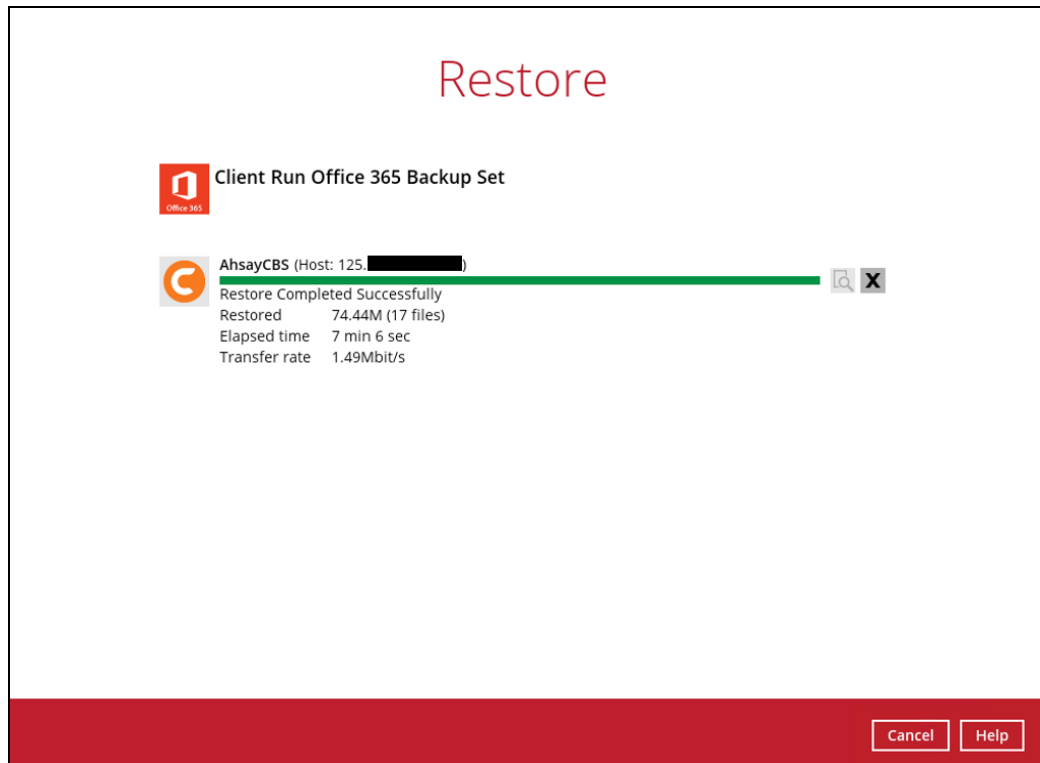 Restore
Client Run Office 365 Backup Set
Office 365
AhsayCBS (Host: 125. )
Restore Completed Successfully
Restored 74.44M (17 files)
Elapsed time 7 min 6 sec
Transfer rate 1.49Mbit/s
Cancel Help